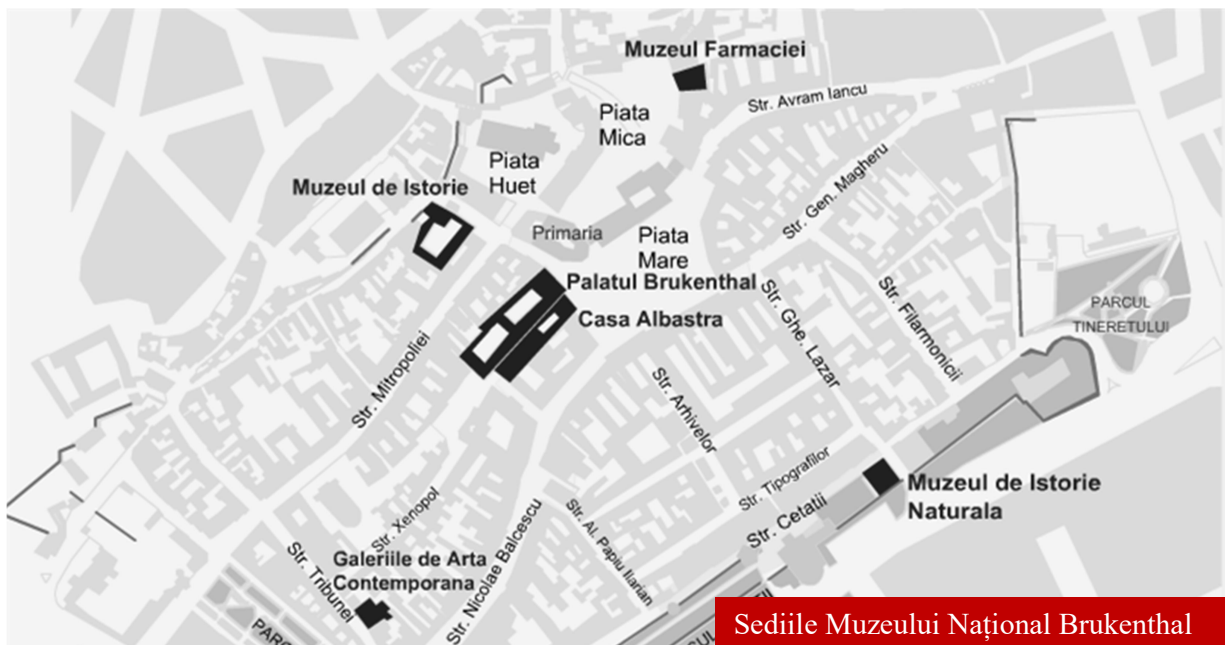 Muzeul Farmaciei
Str. Avram Iancu
Piata
Mica
Piata
Huet
Str. Gen. Magheru
Muzeul de Istorie
Primaria
Piata
Mare
Palatul Brukenthal
Casa Albastra
Str. Ghe. Lazar
Str. Filarmonicii
PARCUL
TINERETULUI
Str. Mitropoliei
Str. Arhivelor
Str. Tipografilor
Muzeul de Istorie
Naturala
Str. Cetatii
Str. Xenopol
Str. Nicolae Balcescu
Str. Al. Papiu Ilarian
Galeriile de Arta
Contemporana
Str. Tribunei
Sediile Muzeului Național Brukenthal